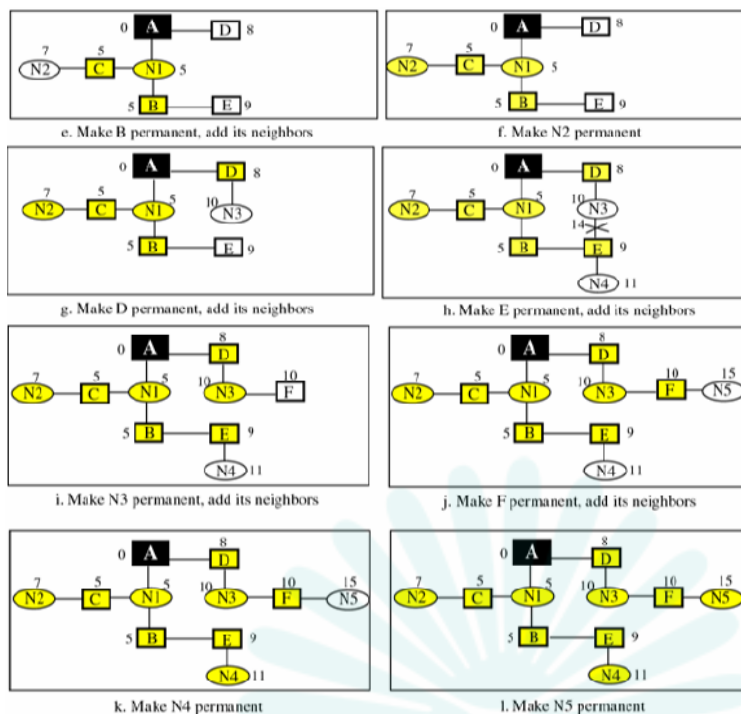 0 A D 8
7 5
N2 C N1 5
5 B E 9
e. Make B permanent, add its neighbors
0 A D 8
7 5
N2 C N1 5
5 B E 9
f. Make N2 permanent
0 A D 8
7 5 5 10
N2 C N1 N3
5 B E 9
g. Make D permanent, add its neighbors
0 A D 8
7 5 5 10
N2 C N1 N3
14
5 B E 9
N4 11
h. Make E permanent, add its neighbors
8
0 A D
7 5 5 10 10
N2 C N1 N3 F
5 B E 9
N4 11
i. Make N3 permanent, add its neighbors
8
0 A D
7 5 5 10 10 15
N2 C N1 N3 F N5
5 B E 9
N4 11
j. Make F permanent, add its neighbors
8
0 A D
7 5 5 10 10 15
N2 C N1 N3 F N5
5 B E 9
N4 11
k. Make N4 permanent
8
0 A D
7 5 5 10 10 15
N2 C N1 N3 F N5
5 B E 9
N4 11
l. Make N5 permanent